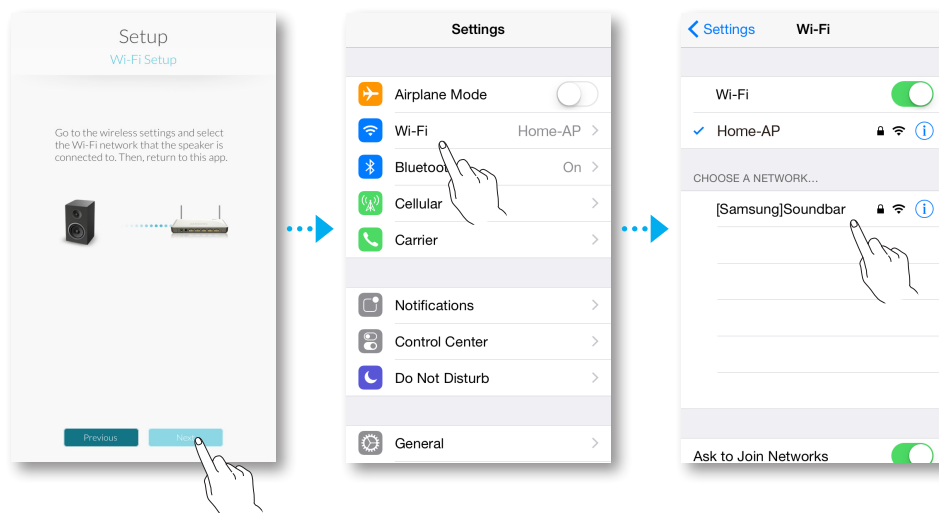 Setup
Wi-Fi Setup
Go to the wireless settings and select
the Wi-Fi network that the speaker is
connected to. Then, return to this app.
Previous
Next
Settings
Airplane Mode
Wi-Fi Home-AP
On
Cellular
Carrier
Notifications
Control Center
Do Not Disturb
General
Settings Wi-Fi
Wi-Fi
Home-AP
CHOOSE A NETWORK...
[Samsung]Soundbar
Ask to Join Networks